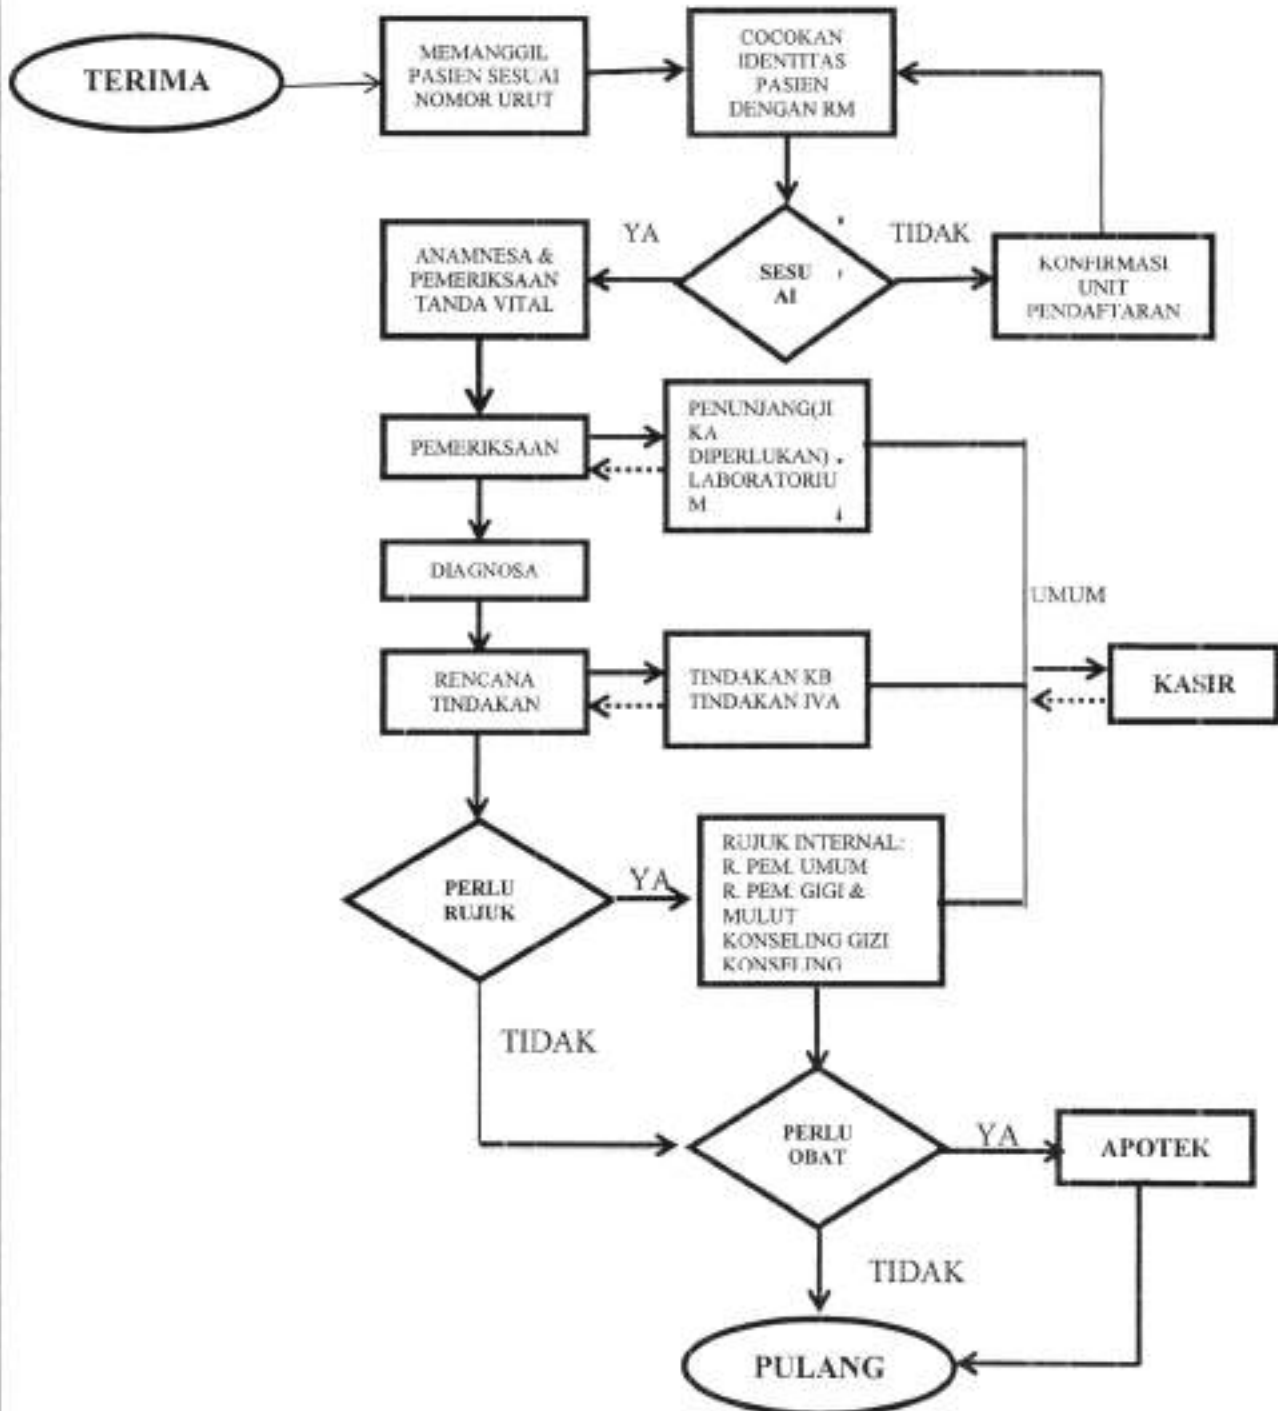 TERIMA
MEMANGGIL
PASIEN SESUAI
NOMOR URUT
COCOKAN
IDENTITAS
PASIEN
DENGAN RM
ANAMNESA &
PEMERIKSAAN
TANDA VITAL
YA
SESU
AI
TIDAK
KONFIRMASI
UNIT
PENDAFTARAN
PEMERIKSAAN
PENUNJANG(JI
KA
DIPERLUKAN)
LABORATORIU
M
DIAGNOSA
UMUM
RENCANA
TINDAKAN
TINDAKAN KB
TINDAKAN IVA
KASIR
PERLU
RUJUK
YA
RUJUK INTERNAL:
R. PEM. UMUM
R. PEM. GIGI &
MULUT
KONSELING GIZI
KONSELING
TIDAK
PERLU
OBAT
YA
APOTEK
TIDAK
PULANG